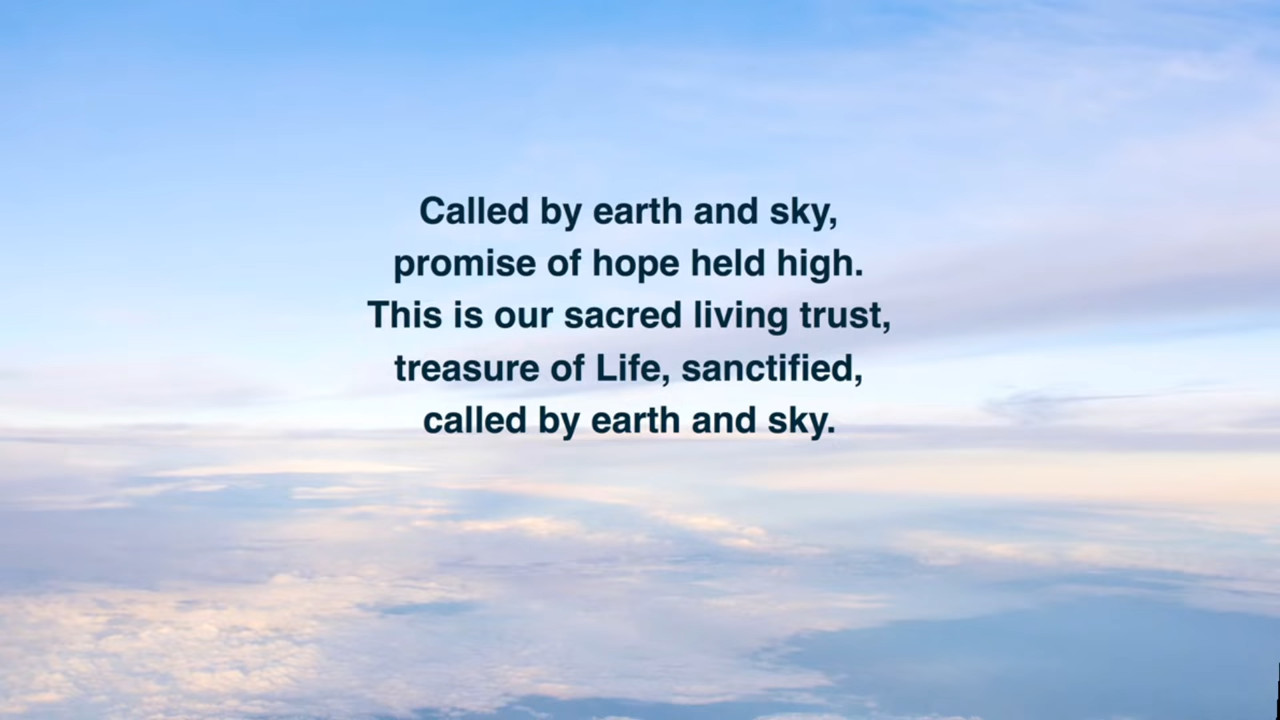 Called by earth and sky,
promise of hope held high.
This is our sacred living trust,
treasure of Life, sanctified,
called by earth and sky.